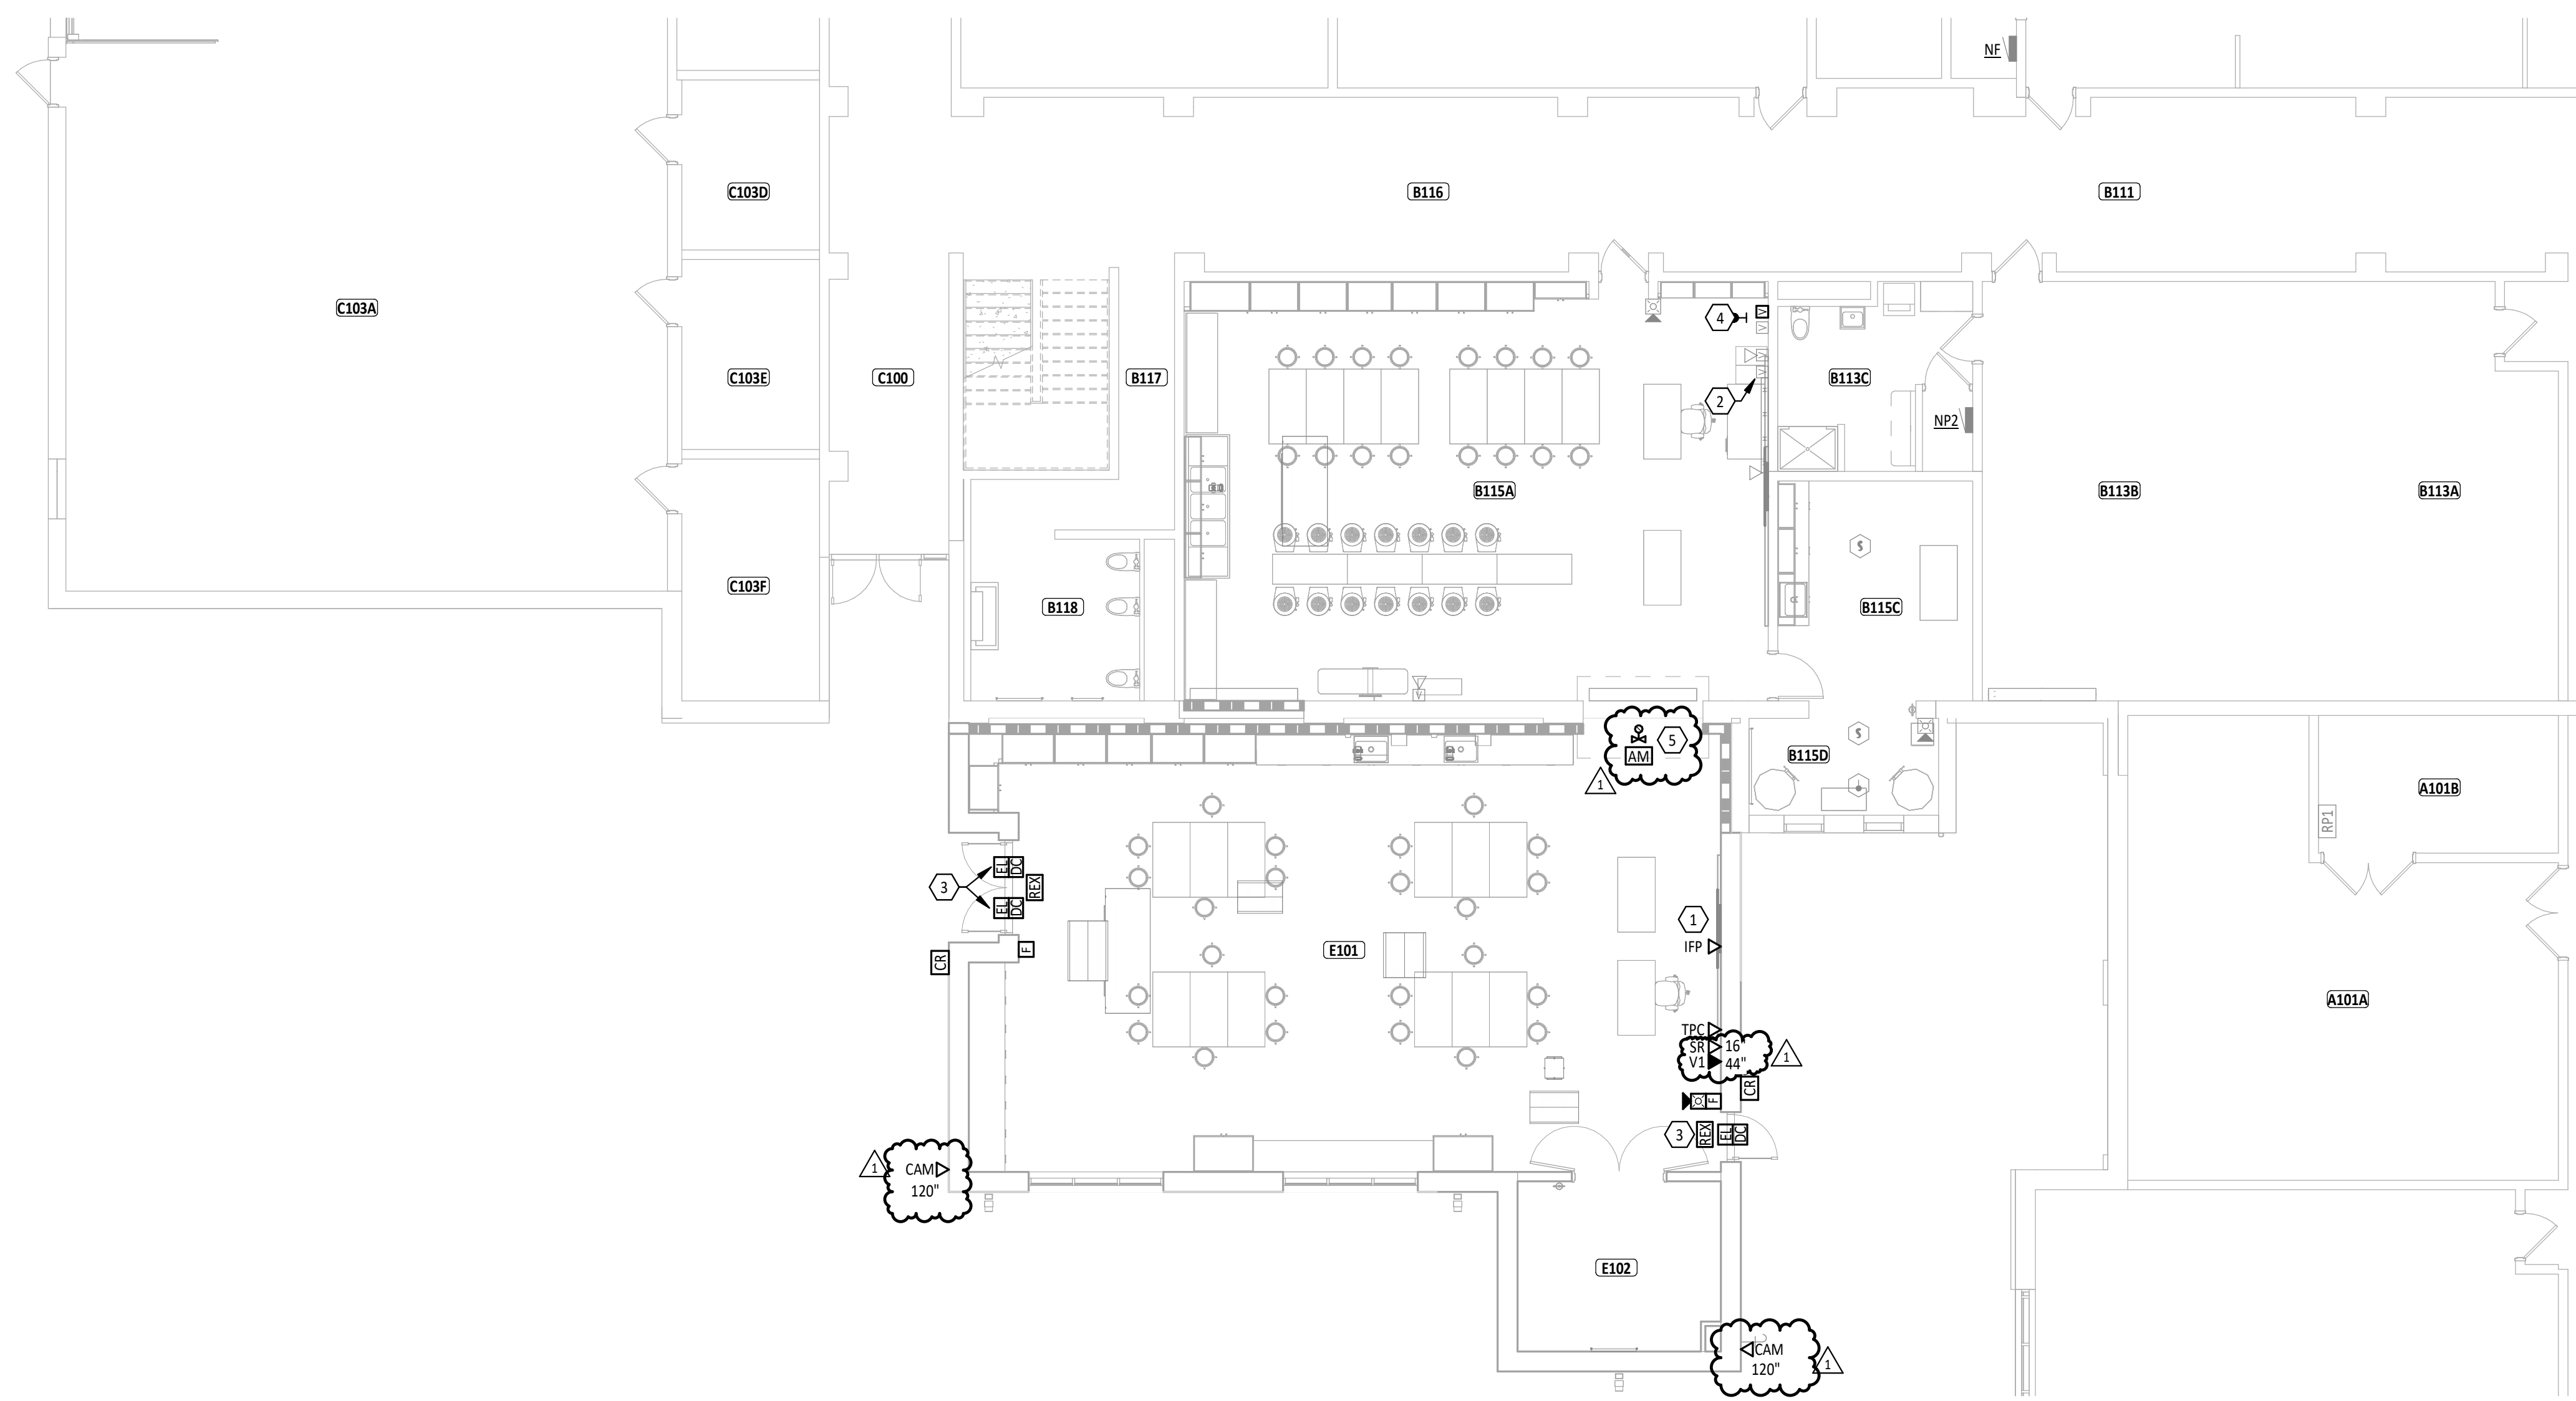 NF
C103D
B116
B111
C103A
4
V
V
V
C103E
C100
B117
B113C
V
2
NP2
B115A
B113B
B113A
S
C103F
B118
B115C
V
5
S
AM
B115D
1
A101B
RP1
EL
DC
3
REX
EL
DC
1
IFP
F
E101
CR
A101A
TPC
SR
16"
1
V1
44"
CR
F
3
REX
EL
DC
1
CAM
120"
E102
CAM
1
120"